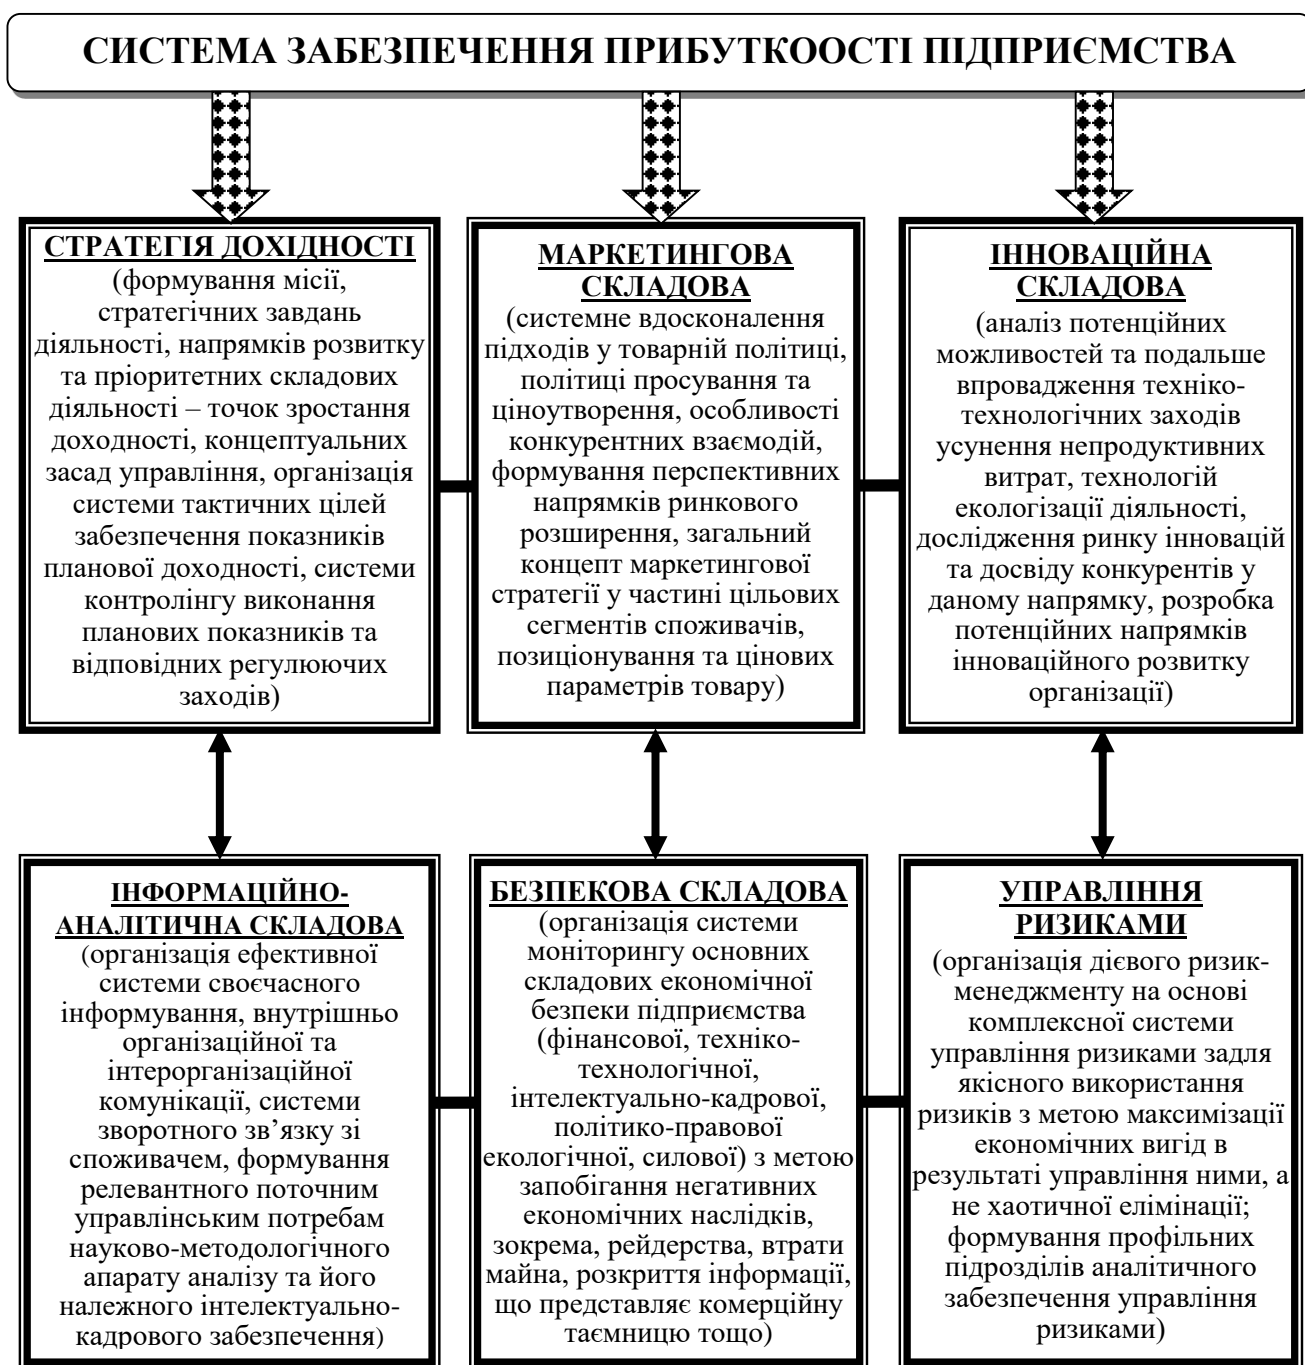 СИСТЕМА ЗАБЕЗПЕЧЕННЯ ПРИБУТКООСТІ ПІДПРИЄМСТВА
СТРАТЕГІЯ ДОХІДНОСТІ
(формування місії,
стратегічних завдань
діяльності, напрямків розвитку
та пріоритетних складових
діяльності – точок зростання
доходності, концептуальних
засад управління, організація
системи тактичних цілей
забезпечення показників
планової доходності, системи
контролінгу виконання
планових показників та
відповідних регулюючих
заходів)
МАРКЕТИНГОВА
СКЛАДОВА
(системне вдосконалення
підходів у товарній політиці,
політиці просування та
ціноутворення, особливості
конкурентних взаємодій,
формування перспективних
напрямків ринкового
розширення, загальний
концепт маркетингової
стратегії у частині цільових
сегментів споживачів,
позиціонування та цінових
параметрів товару)
ІННОВАЦІЙНА
СКЛАДОВА
(аналіз потенційних
можливостей та подальше
впровадження техніко-
технологічних заходів
усунення непродуктивних
витрат, технологій
екологізації діяльності,
дослідження ринку інновацій
та досвіду конкурентів у
даному напрямку, розробка
потенційних напрямків
інноваційного розвитку
організації)
ІНФОРМАЦІЙНО-
АНАЛІТИЧНА СКЛАДОВА
(організація ефективної
системи своєчасного
інформування, внутрішньо
організаційної та
інтерорганізаційної
комунікації, системи
зворотного зв’язку зі
споживачем, формування
релевантного поточним
управлінським потребам
науково-методологічного
апарату аналізу та його
належного інтелектуально-
кадрового забезпечення)
БЕЗПЕКОВА СКЛАДОВА
(організація системи
моніторингу основних
складових економічної
безпеки підприємства
(фінансової, техніко-
технологічної,
інтелектуально-кадрової,
політико-правової
екологічної, силової) з метою
запобігання негативних
економічних наслідків,
зокрема, рейдерства, втрати
майна, розкриття інформації,
що представляє комерційну
таємницю тощо)
УПРАВЛІННЯ
РИЗИКАМИ
(організація дієвого ризик-
менеджменту на основі
комплексної системи
управління ризиками задля
якісного використання
ризиків з метою максимізації
економічних вигід в
результаті управління ними, а
не хаотичної елімінації;
формування профільних
підрозділів аналітичного
забезпечення управління
ризиками)